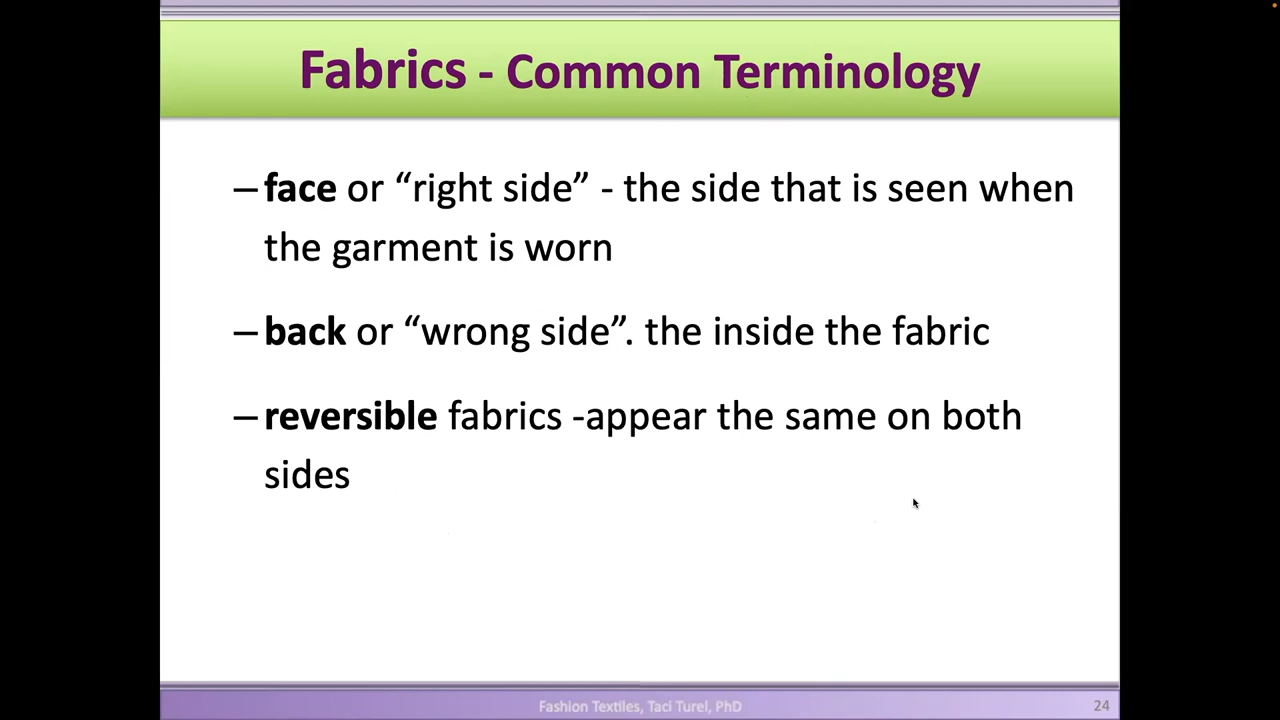 Fabrics - Common Terminology
– face or “right side” - the side that is seen when
the garment is worn
– back or “wrong side”. the inside the fabric
– reversible fabrics -appear the same on both
sides
Fashion Textiles, Taci Turel, PhD
24